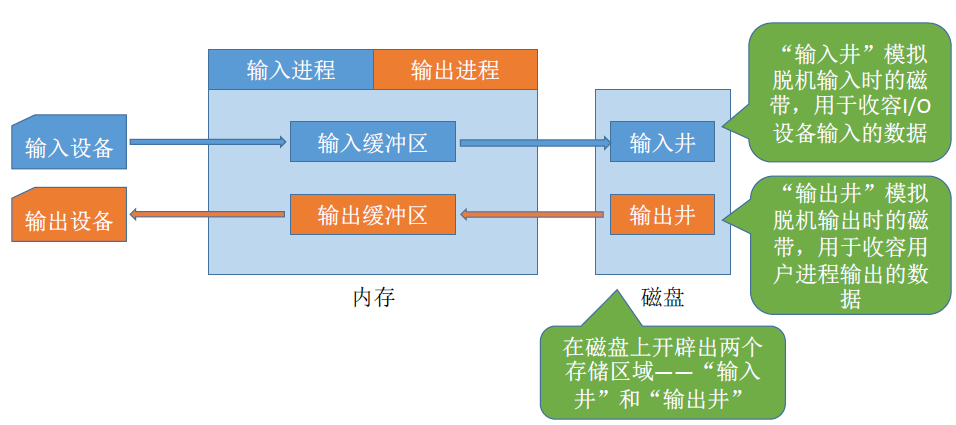 输入进程
输出进程
“输入井”模拟
脱机输入时的磁
带，用于收容I/O
设备输入的数据
输入设备
输入缓冲区
输入井
输出设备
输出缓冲区
输出井
“输出井”模拟
脱机输出时的磁
带，用于收容用
户进程输出的数
据
内存
磁盘
在磁盘上开辟出两个
存储区域——“输入
井”和“输出井”